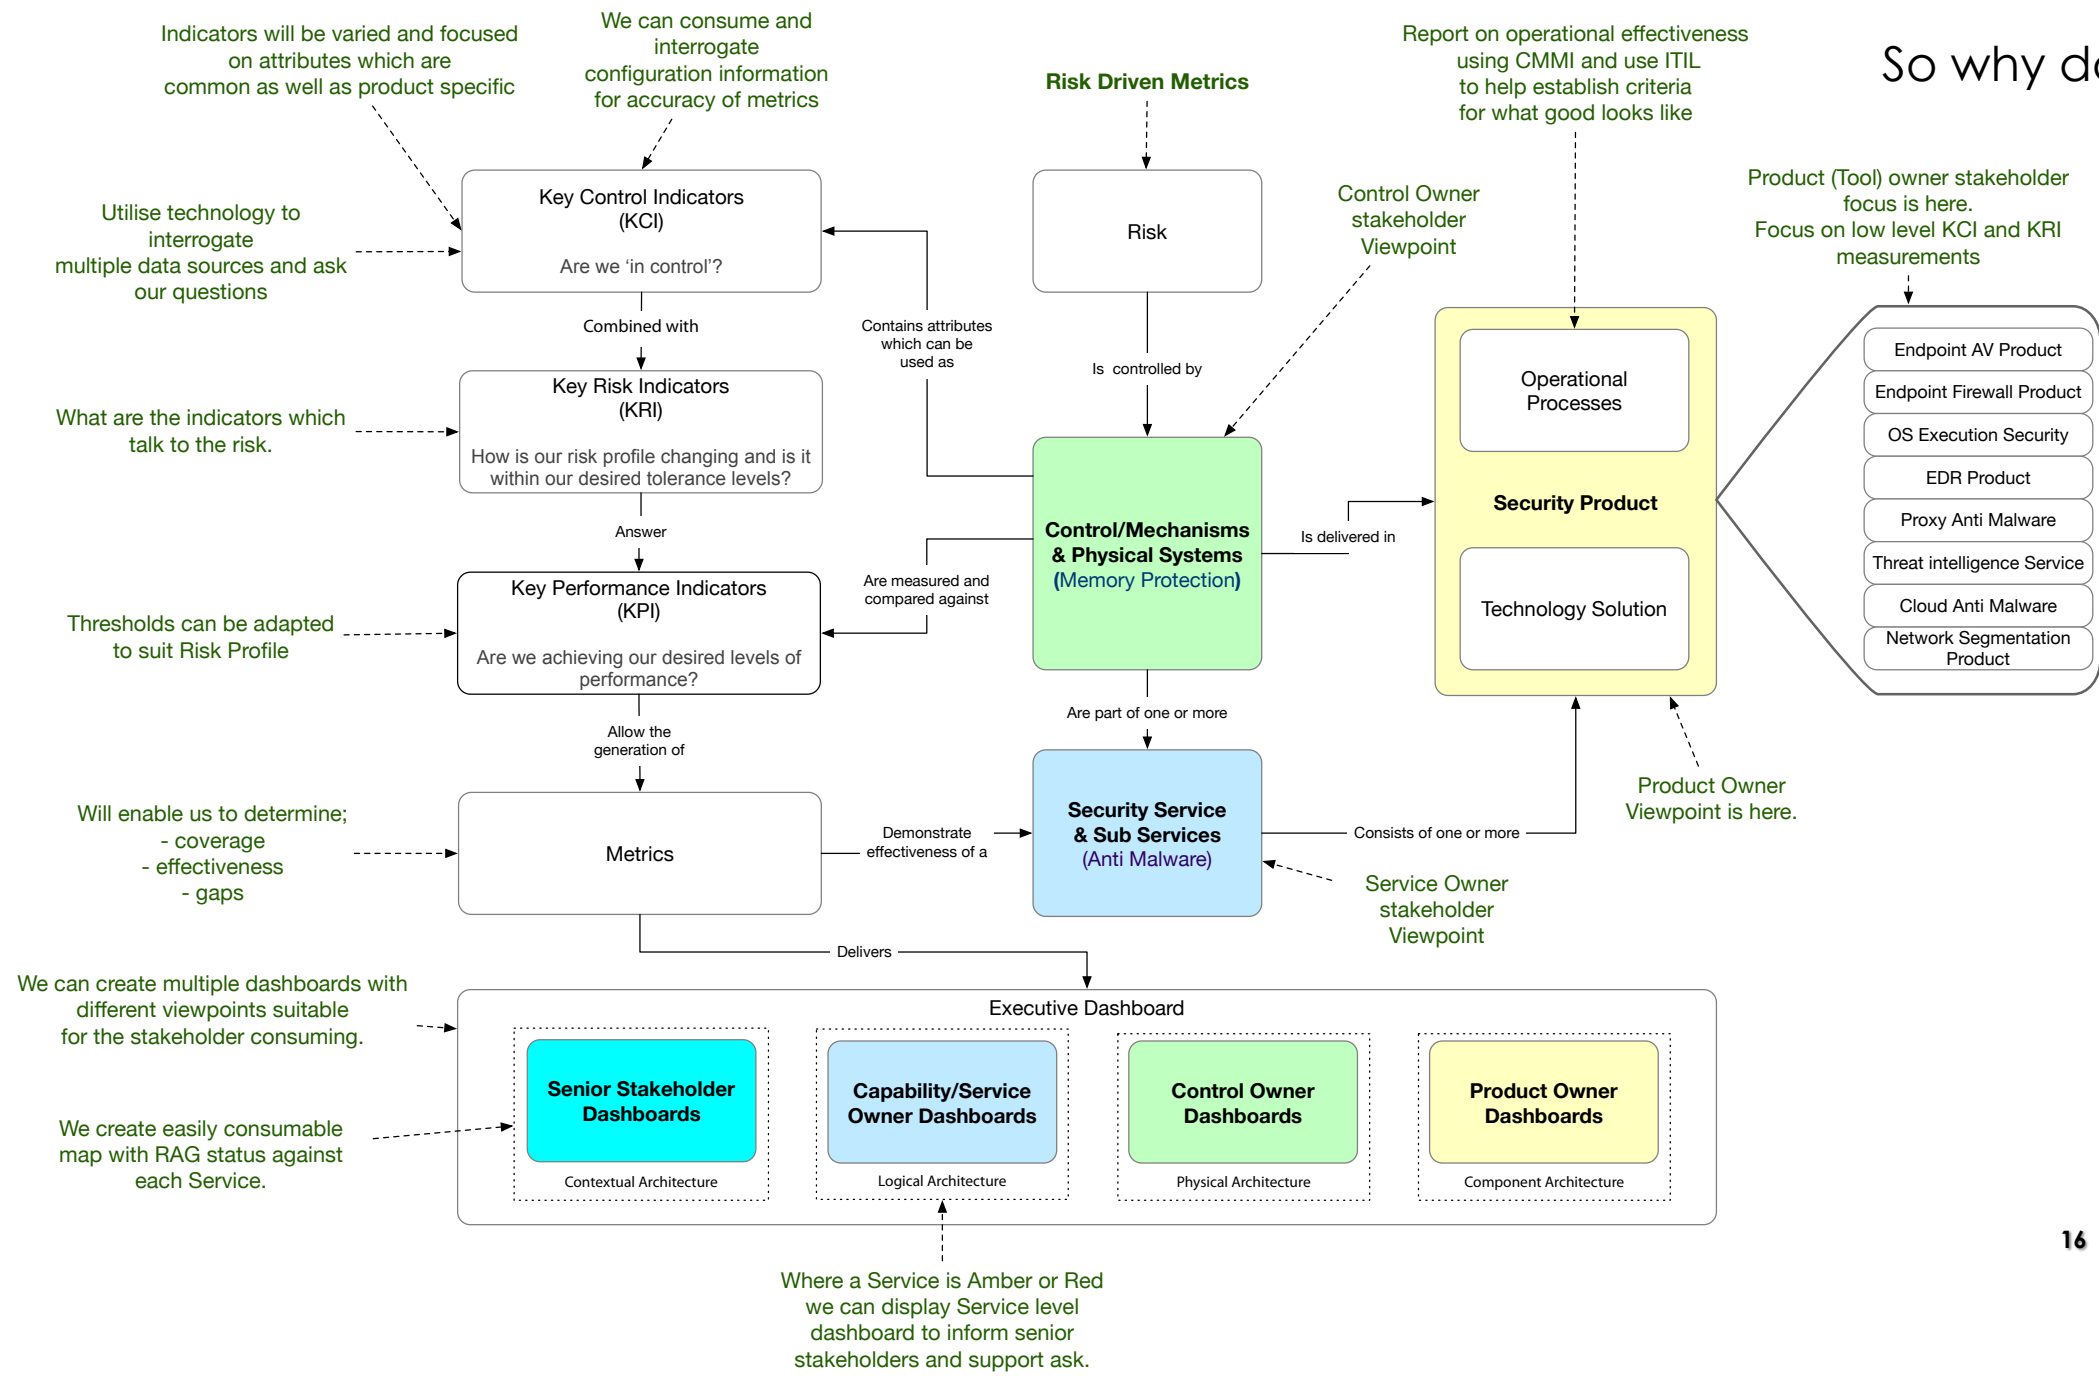 So why do
Indicators will be varied and focused
on attributes which are
common as well as product specific
We can consume and
interrogate
configuration information
for accuracy of metrics
Risk Driven Metrics
Report on operational effectiveness
using CMMI and use ITIL
to help establish criteria
for what good looks like
Product (Tool) owner stakeholder
focus is here.
Focus on low level KCI and KRI
measurements
Utilise technology to
interrogate
multiple data sources and ask
our questions
Key Control Indicators
(KCI)
Are we ‘in control’?
Risk
Control Owner
stakeholder
Viewpoint
Combined with
Contains attributes
which can be
used as
Is controlled by
Operational
Processes
Security Product
Technology Solution
Endpoint AV Product
Endpoint Firewall Product
OS Execution Security
EDR Product
Proxy Anti Malware
Threat intelligence Service
Cloud Anti Malware
Network Segmentation
Product
What are the indicators which
talk to the risk.
Key Risk Indicators
(KRI)
How is our risk profile changing and is it
within our desired tolerance levels?
Answer
Control/Mechanisms
& Physical Systems
(Memory Protection)
Is delivered in
Are measured and
compared against
Thresholds can be adapted
to suit Risk Profile
Key Performance Indicators
(KPI)
Are we achieving our desired levels of
performance?
Allow the
generation of
Are part of one or more
Product Owner
Viewpoint is here.
Will enable us to determine;
- coverage
- effectiveness
- gaps
Metrics
Demonstrate
effectiveness of a
Security Service
& Sub Services
(Anti Malware)
Consists of one or more
Service Owner
stakeholder
Viewpoint
Delivers
We can create multiple dashboards with
different viewpoints suitable
for the stakeholder consuming.
Executive Dashboard
Senior Stakeholder
Dashboards
Contextual Architecture
Capability/Service
Owner Dashboards
Logical Architecture
Control Owner
Dashboards
Physical Architecture
Product Owner
Dashboards
Component Architecture
We create easily consumable
map with RAG status against
each Service.
16
Where a Service is Amber or Red
we can display Service level
dashboard to inform senior
stakeholders and support ask.